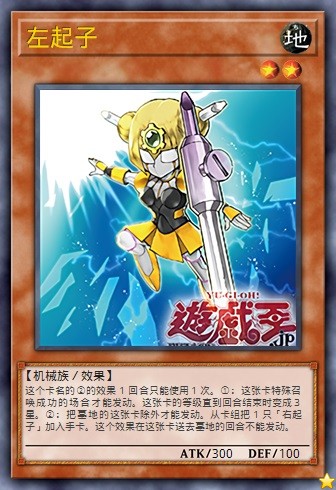 左起子
地
YU-GI-OH!
遊戯王
.JP
【机械族／效果】
这个卡名的②的效果1回合只能使用1次。①：这张卡特殊召
唤成功的场合才能发动。这张卡的等级直到回合结束时变成3
星。②：把墓地的这张卡除外才能发动。从卡组把1只「右起
子」加入手卡。这个效果在这张卡送去墓地的回合不能发动。
ATK/300 DEF/100